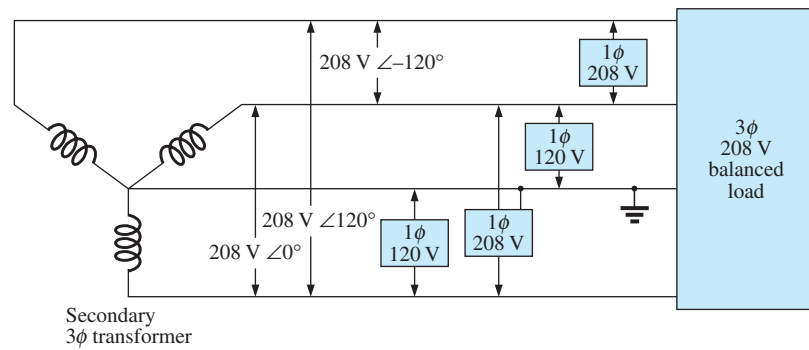 208 V ∠–120°
1ϕ
208 V
1ϕ
120 V
3ϕ
208 V
balanced
load
208 V ∠120°
208 V ∠0°
1ϕ
120 V
1ϕ
208 V
Secondary
3ϕ transformer